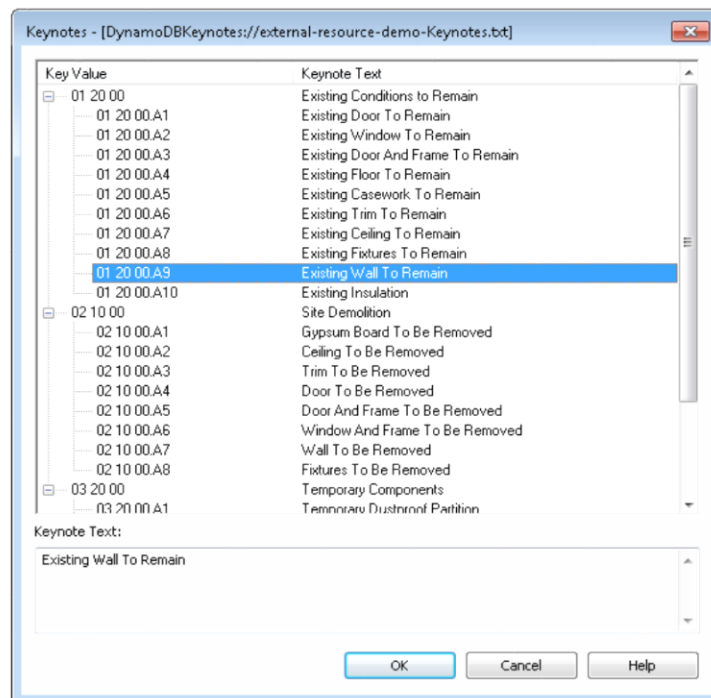 Keynotes - [DynamoDBKeynotes://external-resource-demo-Keynotes.txt]
Key Value Keynote Text
01 20 00 Existing Conditions to Remain
01 20 00.A1 Existing Door To Remain
01 20 00.A2 Existing Window To Remain
01 20 00.A3 Existing Door And Frame To Remain
01 20 00.A4 Existing Floor To Remain
01 20 00.A5 Existing Casework To Remain
01 20 00.A6 Existing Trim To Remain
01 20 00.A7 Existing Ceiling To Remain
01 20 00.A8 Existing Fixtures To Remain
01 20 00.A9 Existing Wall To Remain
01 20 00.A10 Existing Insulation
02 10 00 Site Demolition
02 10 00.A1 Gypsum Board To Be Removed
02 10 00.A2 Ceiling To Be Removed
02 10 00.A3 Trim To Be Removed
02 10 00.A4 Door To Be Removed
02 10 00.A5 Door And Frame To Be Removed
02 10 00.A6 Window And Frame To Be Removed
02 10 00.A7 Wall To Be Removed
02 10 00.A8 Fixtures To Be Removed
03 20 00 Temporary Components
03 20 00.A1 Temporary Dustproof Partition
Keynote Text:
Existing Wall To Remain
OK Cancel Help